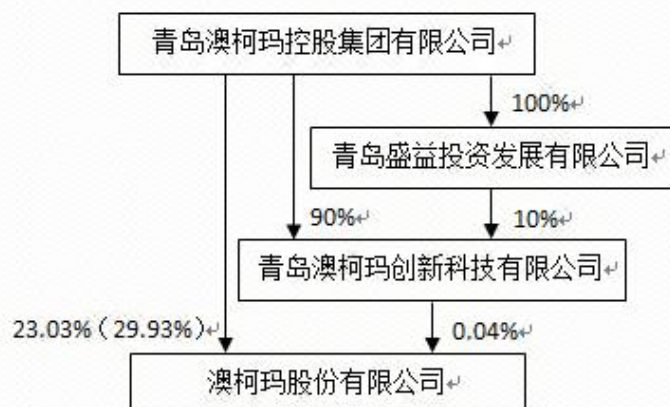 青岛澳柯玛控股集团有限公司↵
100%↵
青岛盛益投资发展有限公司↵
90%↵
10%↵
青岛澳柯玛创新科技有限公司↵
23.03%（29.93%）↵
0.04%↵
澳柯玛股份有限公司↵